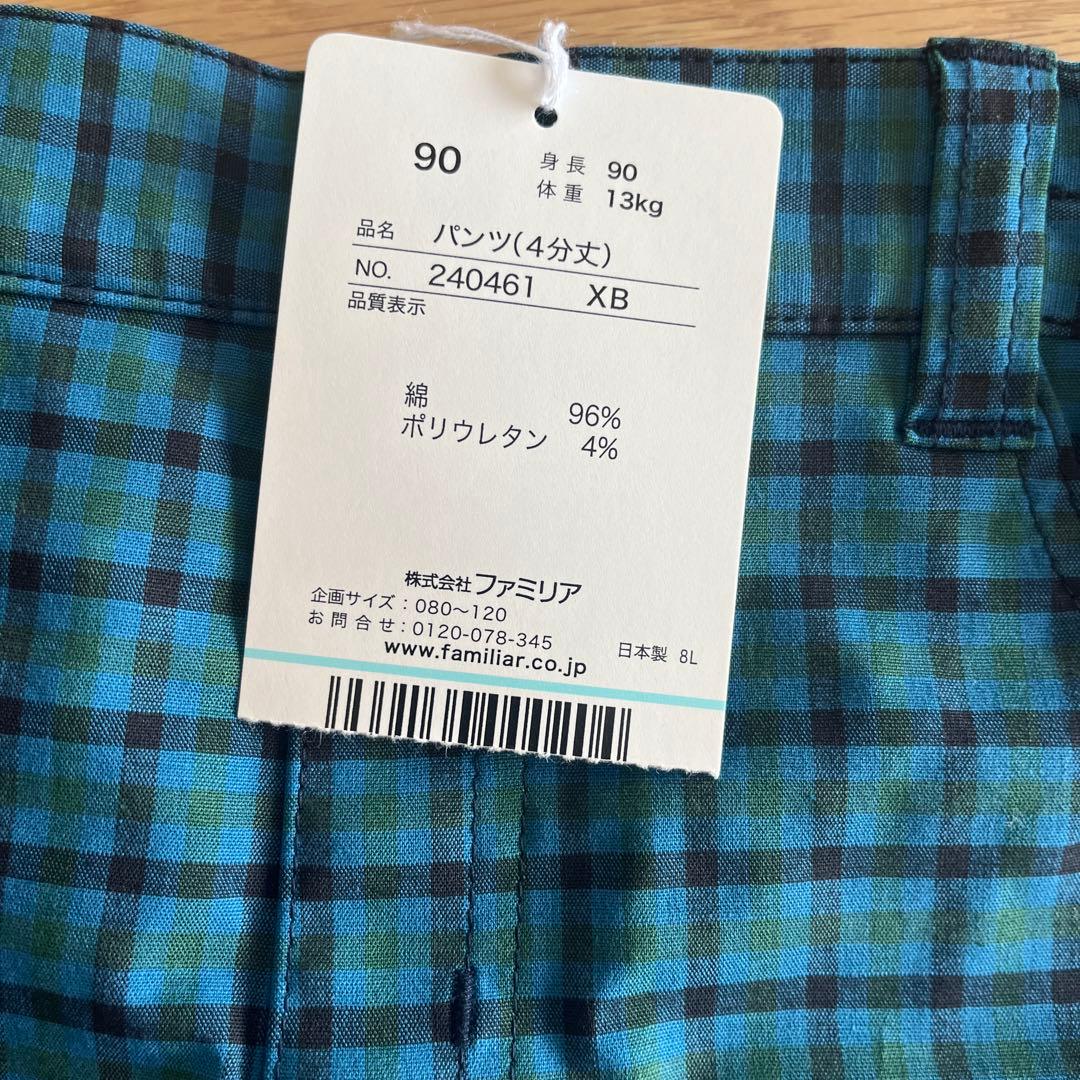 90
身長 90
体重 13kg
品名 パンツ(4分丈)
NO. 240461 XB
品質表示
綿 96%
ポリウレタン 4%
株式会社ファミリア
企画サイズ：080〜120
お問合せ：0120-078-345
www.familiar.co.jp
日本製 8L